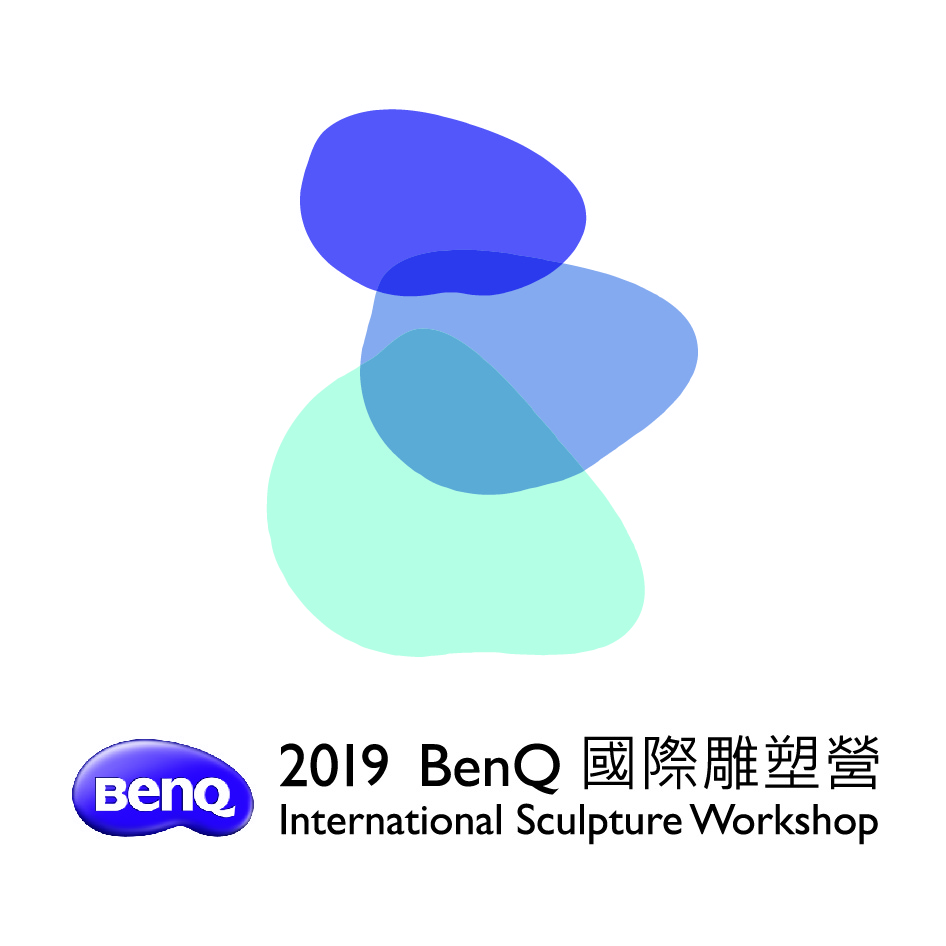 BenQ
2019 BenQ 國際雕塑營
International Sculpture Workshop